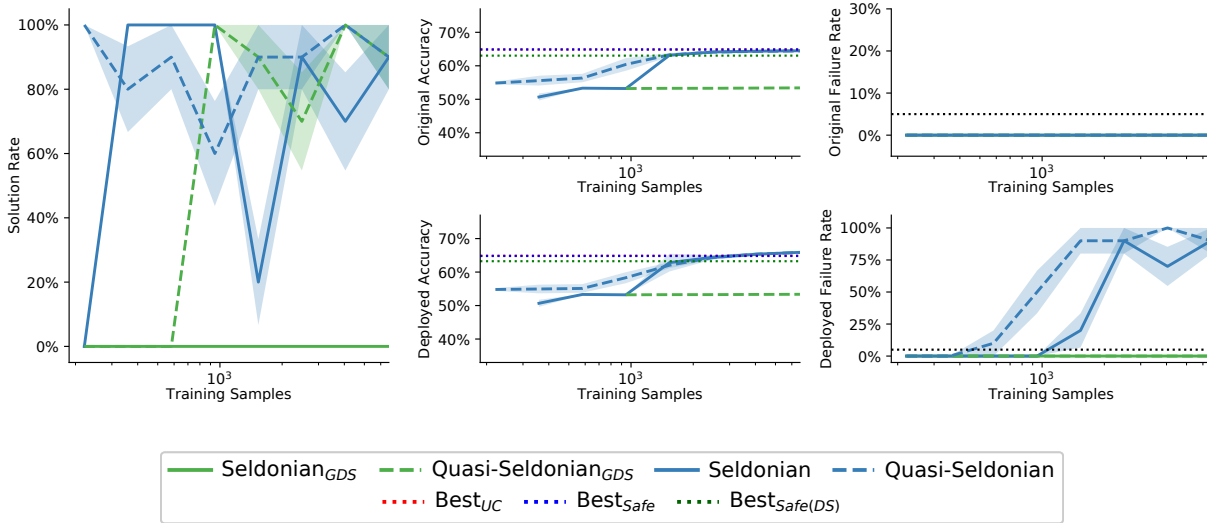 100%
80%
60%
40%
20%
0%
Solution Rate
10^3
Training Samples
70%
60%
50%
40%
Original Accuracy
10^3
Training Samples
30%
20%
10%
0%
Original Failure Rate
10^3
Training Samples
70%
60%
50%
40%
Deployed Accuracy
10^3
Training Samples
100%
75%
50%
25%
0%
Deployed Failure Rate
10^3
Training Samples
Seldonian_GDS Quasi-Seldonian_GDS Seldonian Quasi-Seldonian
Best_UC Best_Safe Best_Safe(DS)